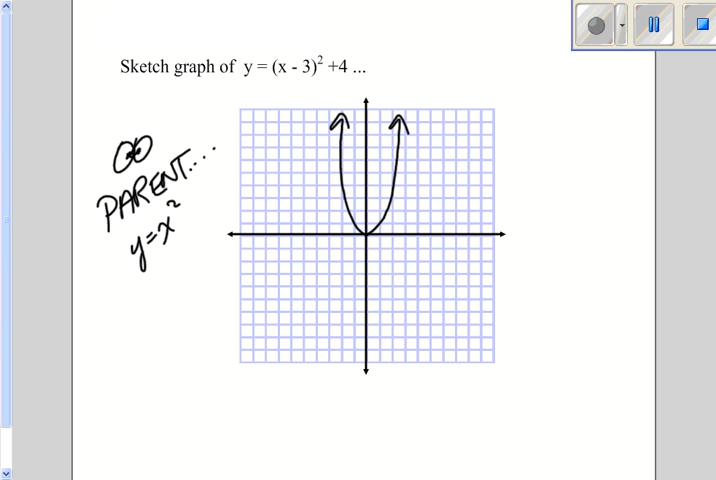 Sketch graph of y = (x - 3)² +4 ...
PARENT...
y=x²